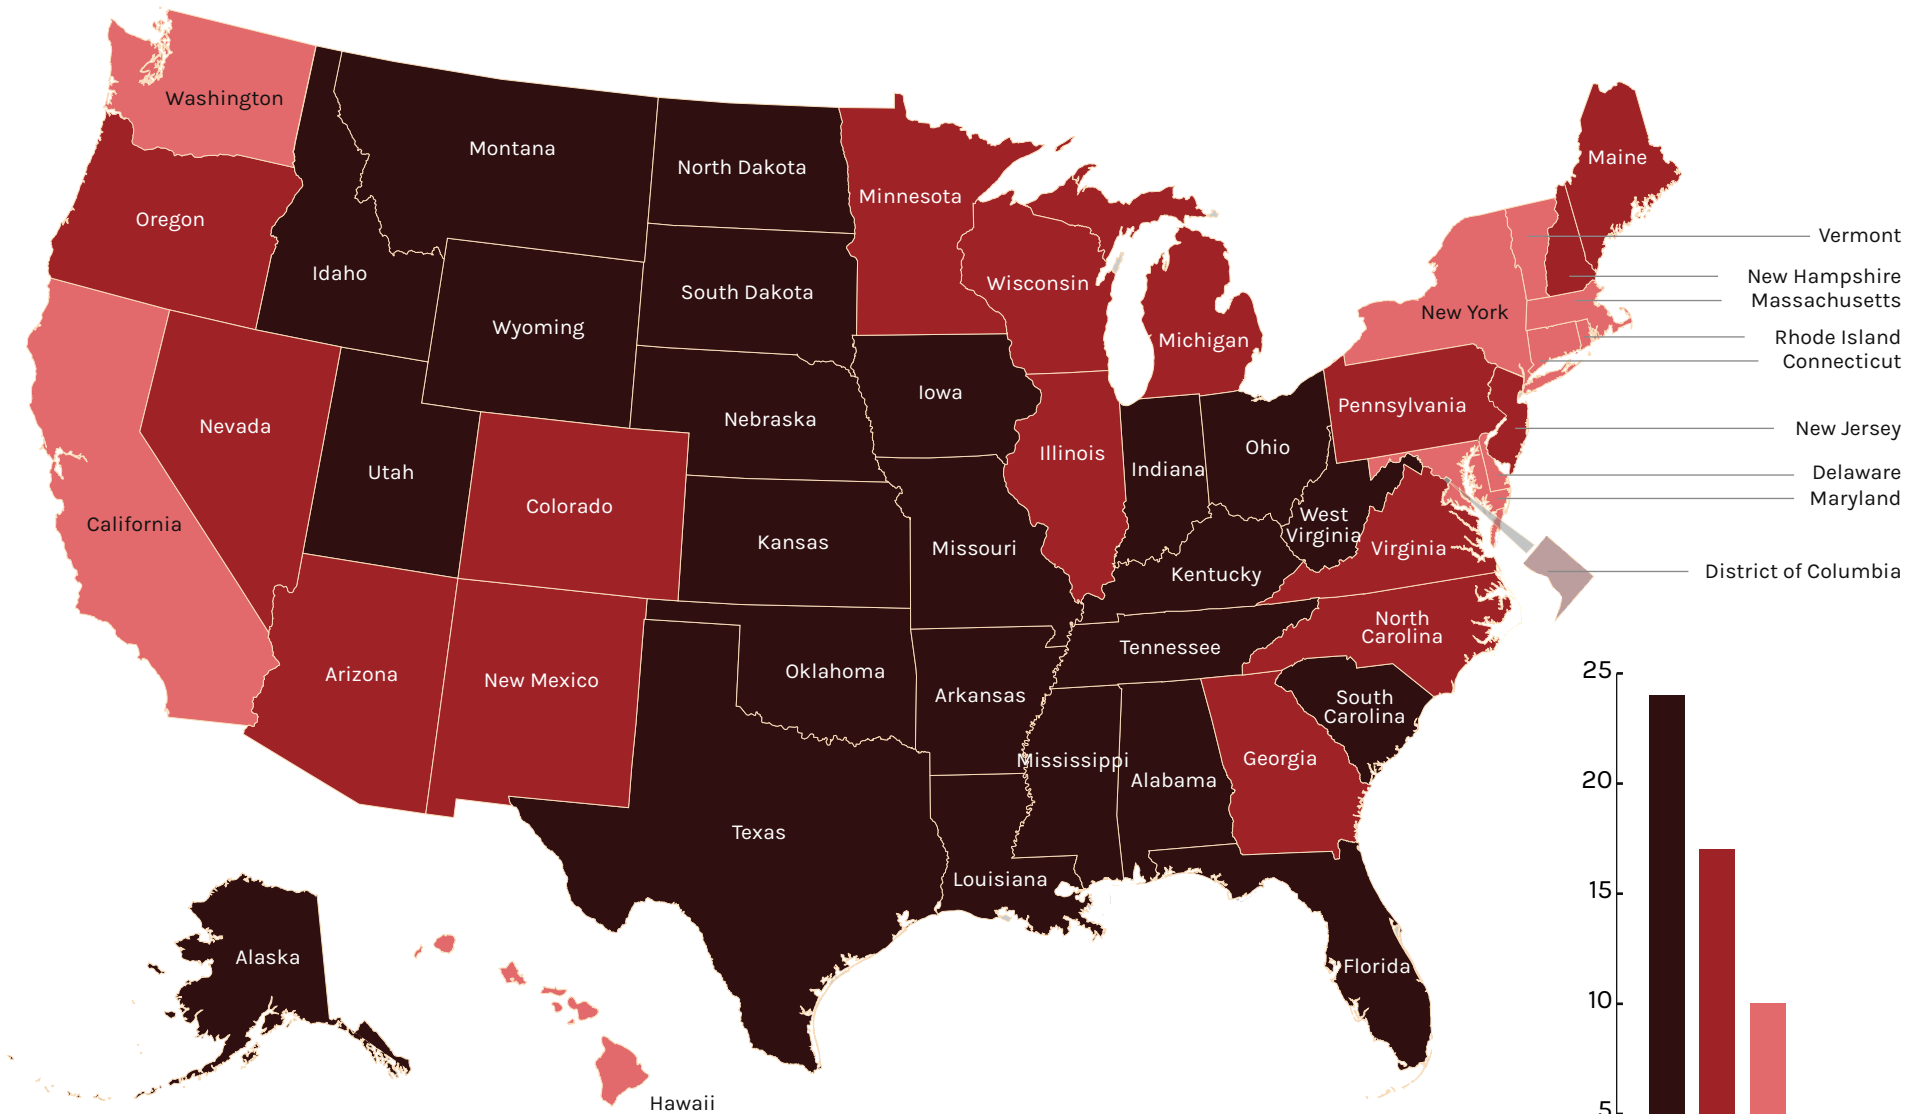 Washington
Montana
North Dakota
Minnesota
Maine
Oregon
Vermont
Idaho
New Hampshire
South Dakota
Wisconsin
Massachusetts
Wyoming
New York
Rhode Island
Michigan
Connecticut
Iowa
Pennsylvania
Nebraska
Nevada
New Jersey
Ohio
Illinois
Indiana
Utah
Delaware
Maryland
Colorado
California
West
Virginia
Kansas
Missouri
Virginia
Kentucky
District of Columbia
North
Carolina
Tennessee
Oklahoma
Arizona
New Mexico
Arkansas
South
Carolina
Mississippi
Georgia
Alabama
Texas
Louisiana
Alaska
Florida
Hawaii
25
20
15
10
5